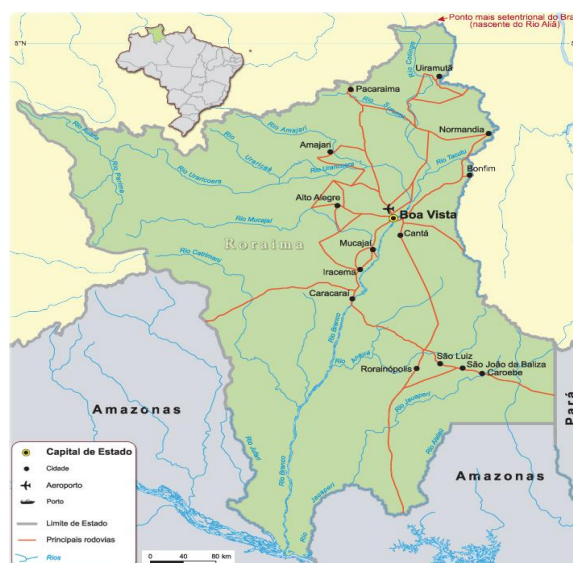 Ponto mais setentrional do Bra
(nascente do Rio Ailã)
5°N
5°N
Rio Cotingo
Uiramutã
Pacaraima
Rio
Surumu
Normandia
Rio Amajari
Amajari
Rio Tacutu
Rio Parima
Uraricaá
Rio Uraricoera
Bonfim
Rio Uraricoera
Alto Alegre
Boa Vista
Rio Mucajaí
Cantá
Roraima
Mucajaí
Rio Catrimani
Iracema
Caracaraí
Rio Branco
Rio
Anauá
São Luiz
Rorainópolis
São João da Baliza
Caroebe
Amazonas
Rio Jauaperi
Pará
Rio Branco
Jauaperi
Rio
Amazonas
Capital de Estado
Cidade
Aeroporto
Porto
Limite de Estado
Principais rodovias
Rios
0 40 80 km